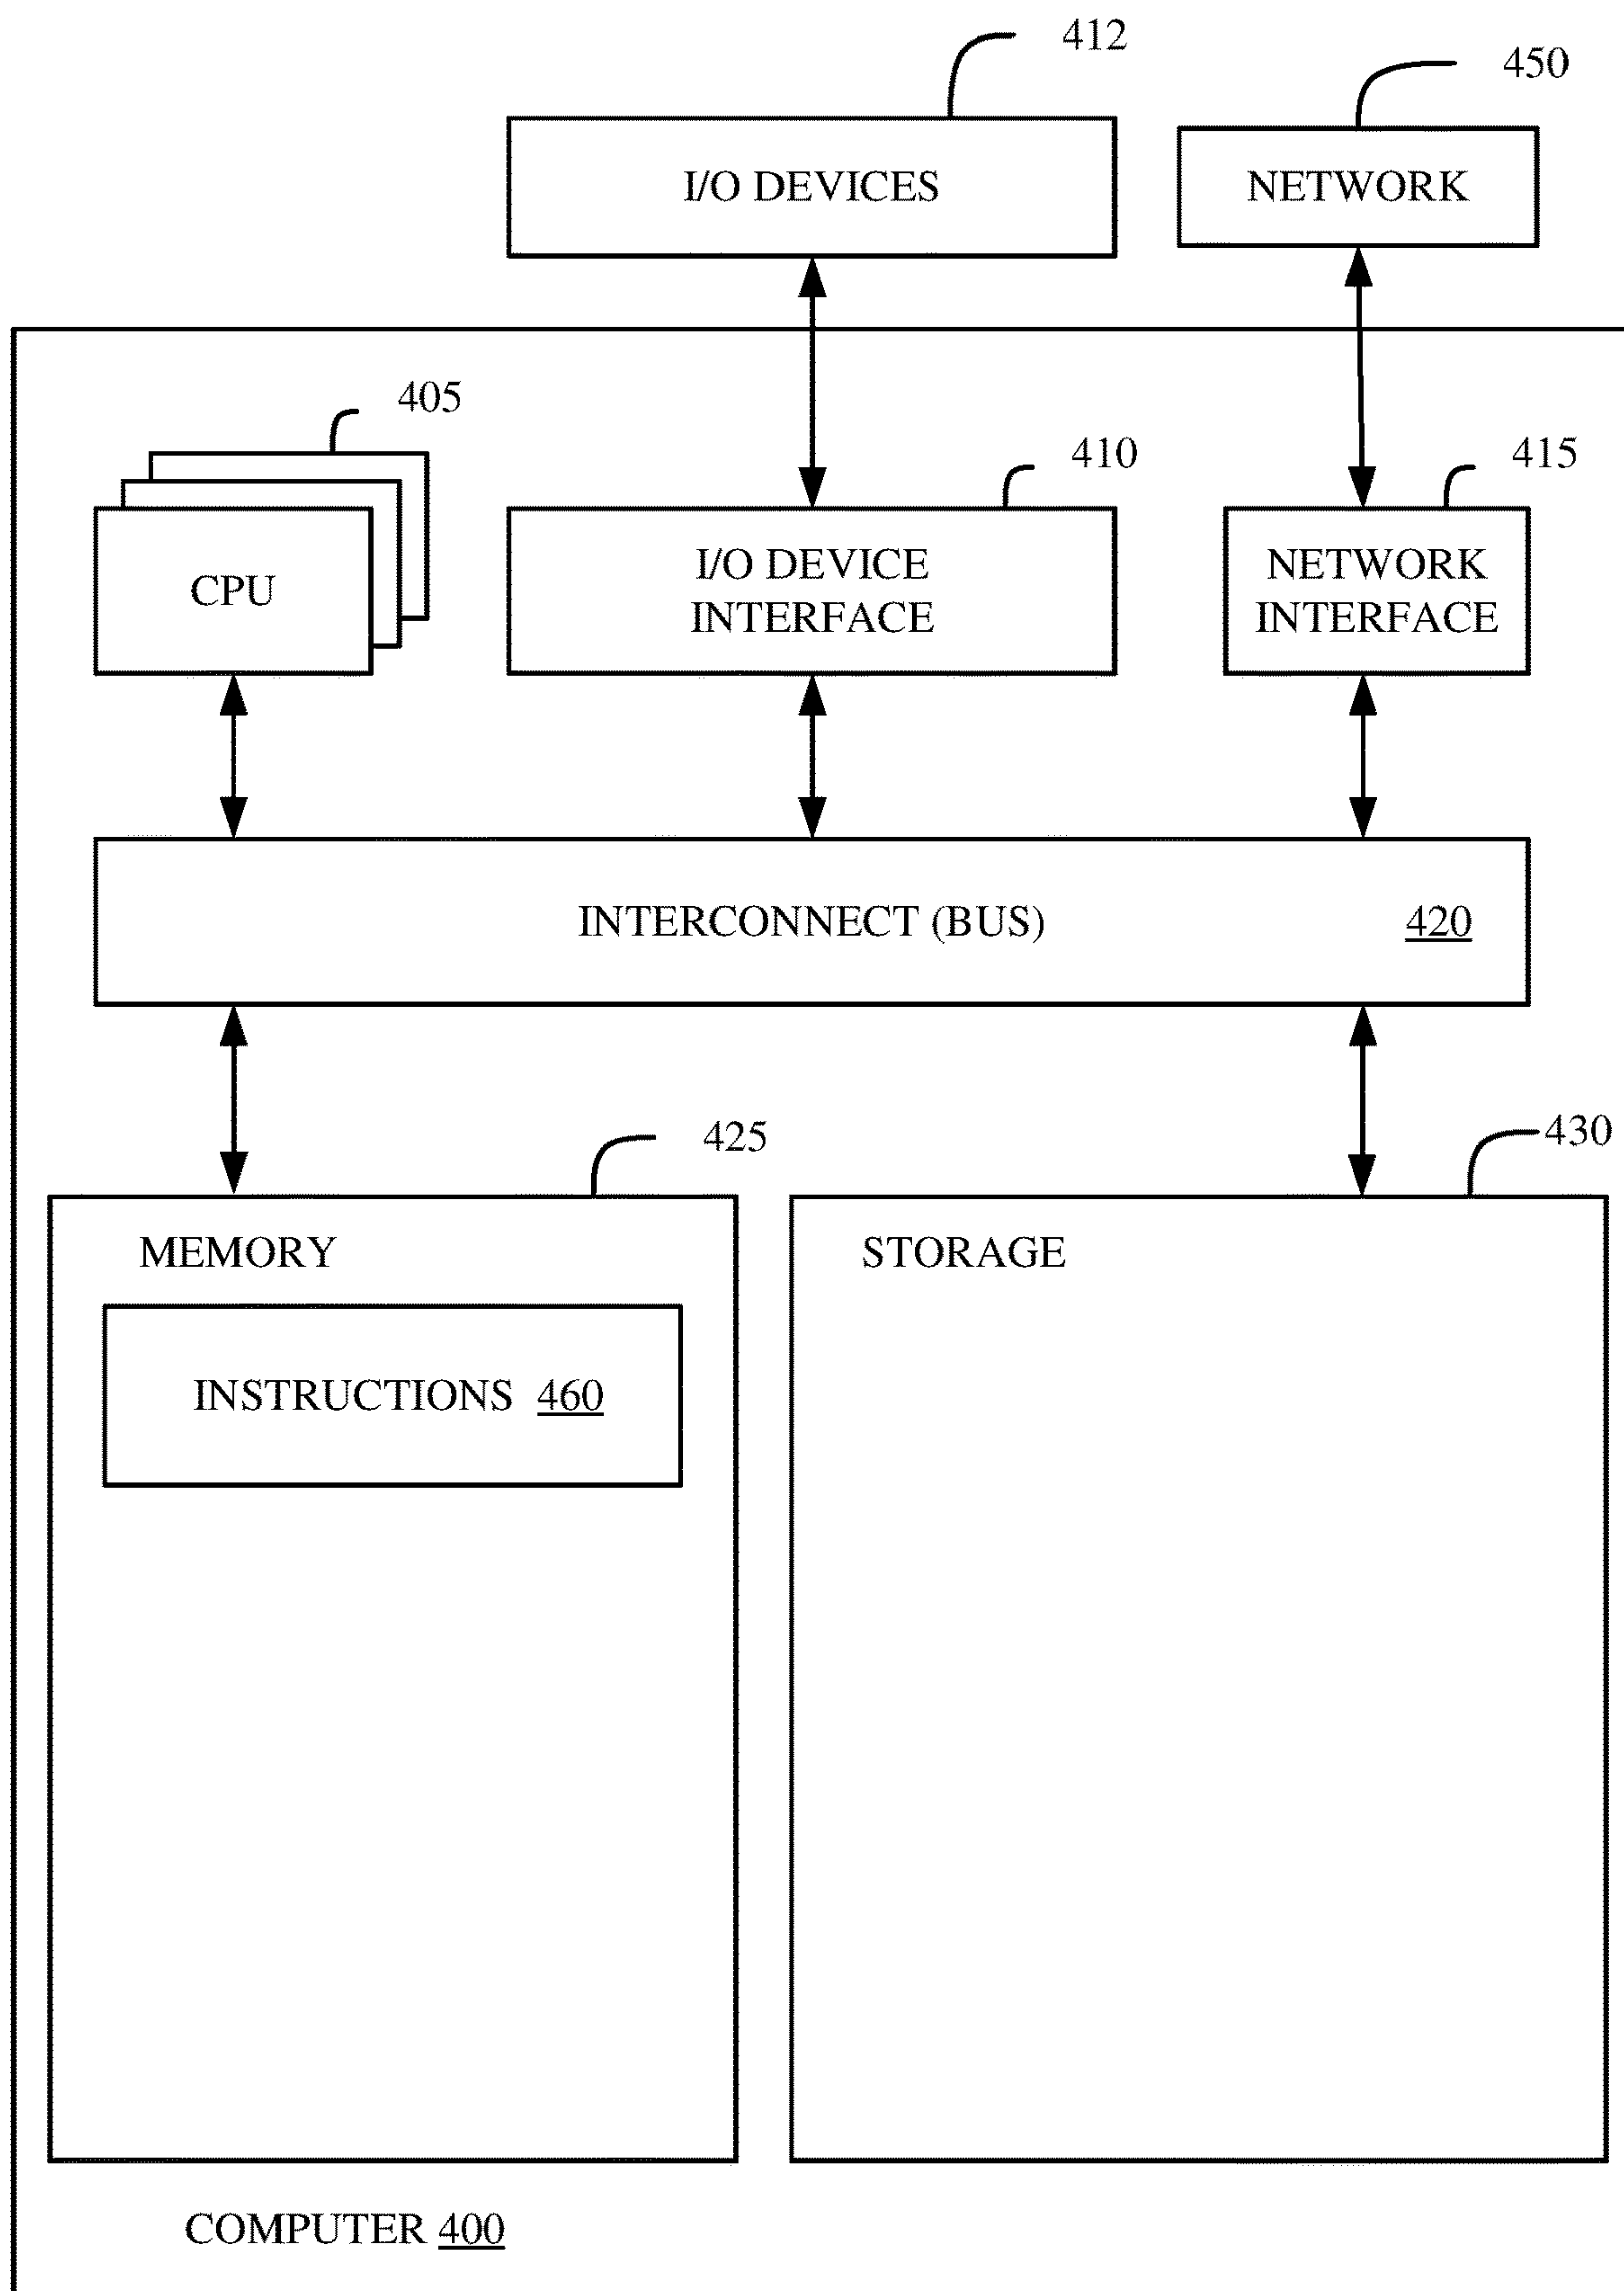 412
450
I/O DEVICES
NETWORK
405
410
415
CPU
I/O DEVICE
INTERFACE
NETWORK
INTERFACE
INTERCONNECT (BUS) 420
425
430
MEMORY
STORAGE
INSTRUCTIONS 460
COMPUTER 400